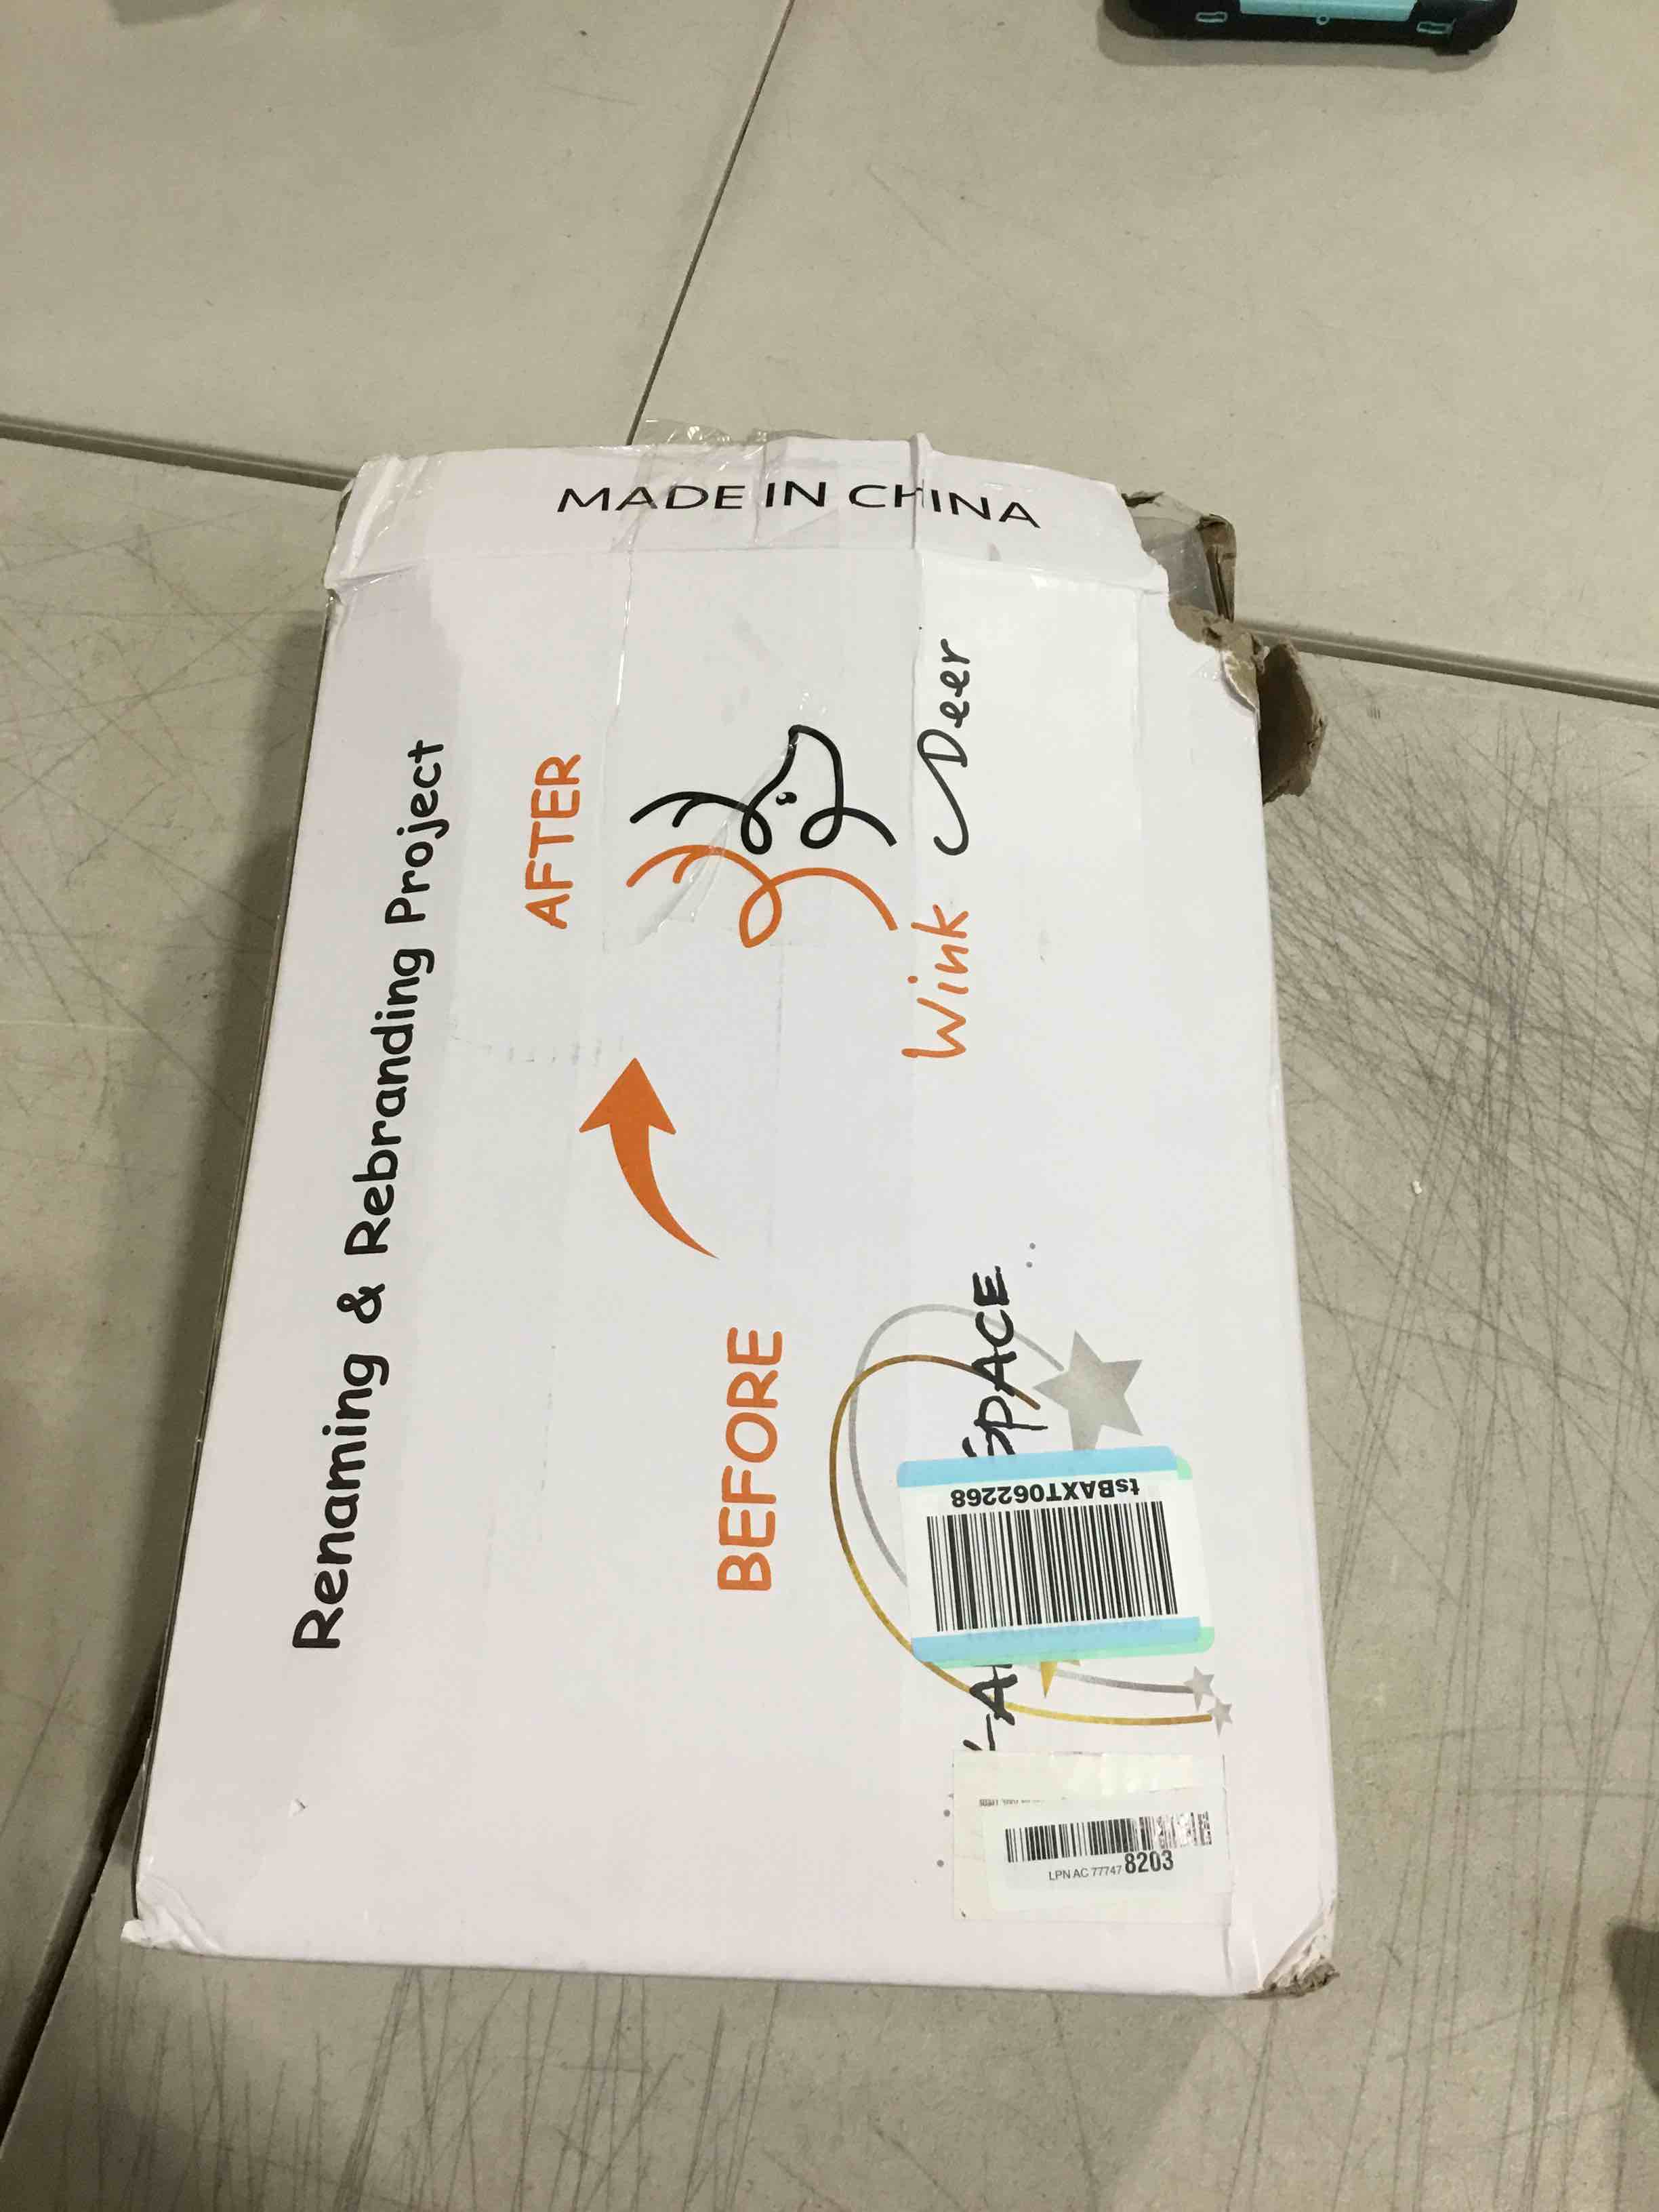 MADE IN CHINA
Renaming & Rebranding Project
AFTER
Wink Deer
BEFORE
SPACE
tsBAXT062268
LPN AC 77747 8203